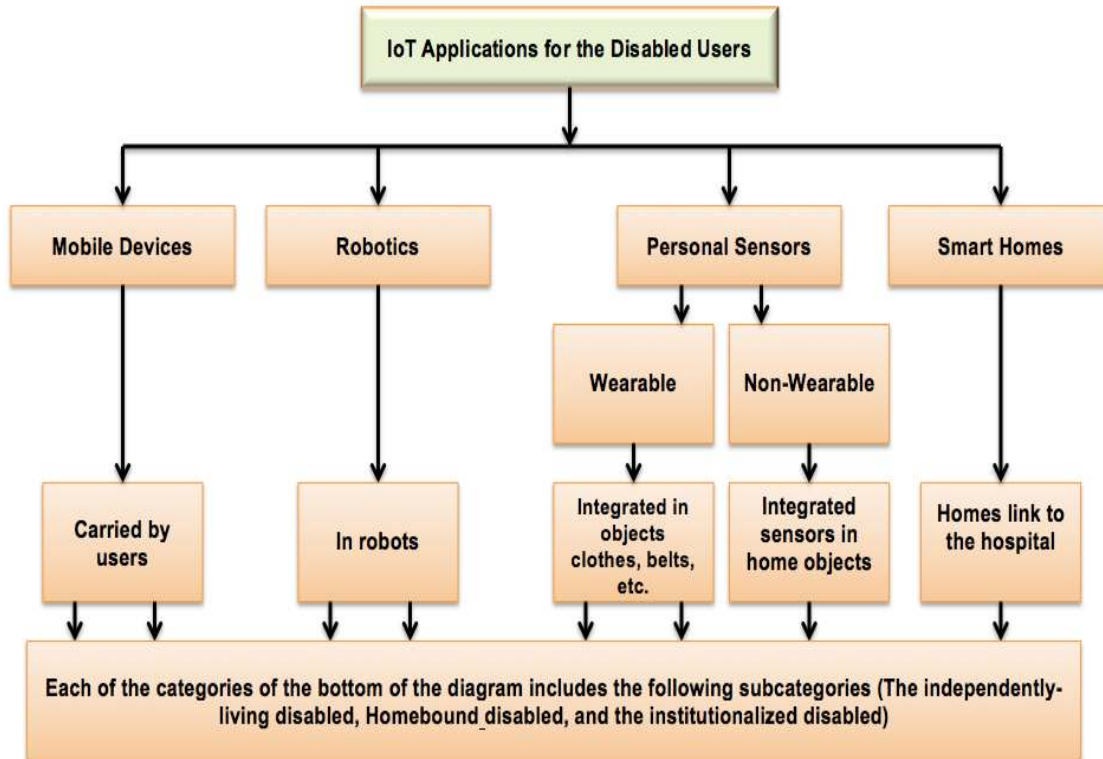 IoT Applications for the Disabled Users
Mobile Devices
Robotics
Personal Sensors
Smart Homes
Wearable
Non-Wearable
Carried by
users
In robots
Integrated in
objects
clothes, belts,
etc.
Integrated
sensors in
home objects
Homes link to
the hospital
Each of the categories of the bottom of the diagram includes the following subcategories (The independently-
living disabled, Homebound_disabled, and the institutionalized disabled)